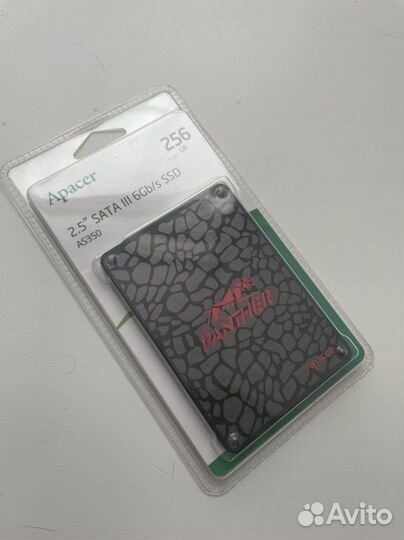 Apacer
256
GB
2.5" SATA III 6Gb/s SSD
AS350
PANTHER
Apacer
Avito